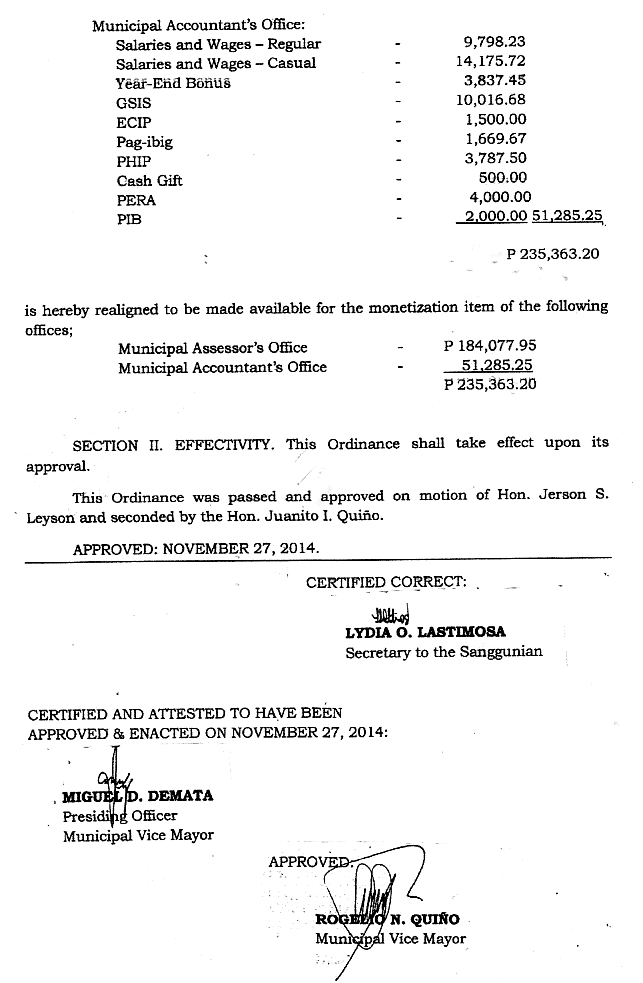 Municipal Accountant's Office:
Salaries and Wages – Regular - 9,798.23
Salaries and Wages – Casual - 14,175.72
Year-End Bonus - 3,837.45
GSIS - 10,016.68
ECIP - 1,500.00
Pag-ibig - 1,669.67
PHIP - 3,787.50
Cash Gift - 500.00
PERA - 4,000.00
PIB - 2,000.00 51,285.25
P 235,363.20
is hereby realigned to be made available for the monetization item of the following
offices;
Municipal Assessor's Office - P 184,077.95
Municipal Accountant's Office - 51,285.25
P 235,363.20
SECTION II. EFFECTIVITY. This Ordinance shall take effect upon its
approval.
This Ordinance was passed and approved on motion of Hon. Jerson S.
Leyson and seconded by the Hon. Juanito I. Quiño.
APPROVED: NOVEMBER 27, 2014.
CERTIFIED CORRECT:
LYDIA O. LASTIMOSA
Secretary to the Sanggunian
CERTIFIED AND ATTESTED TO HAVE BEEN
APPROVED & ENACTED ON NOVEMBER 27, 2014:
MIGUEL D. DEMATA
Presiding Officer
Municipal Vice Mayor
APPROVED:
ROGELIO N. QUIÑO
Municipal Vice Mayor